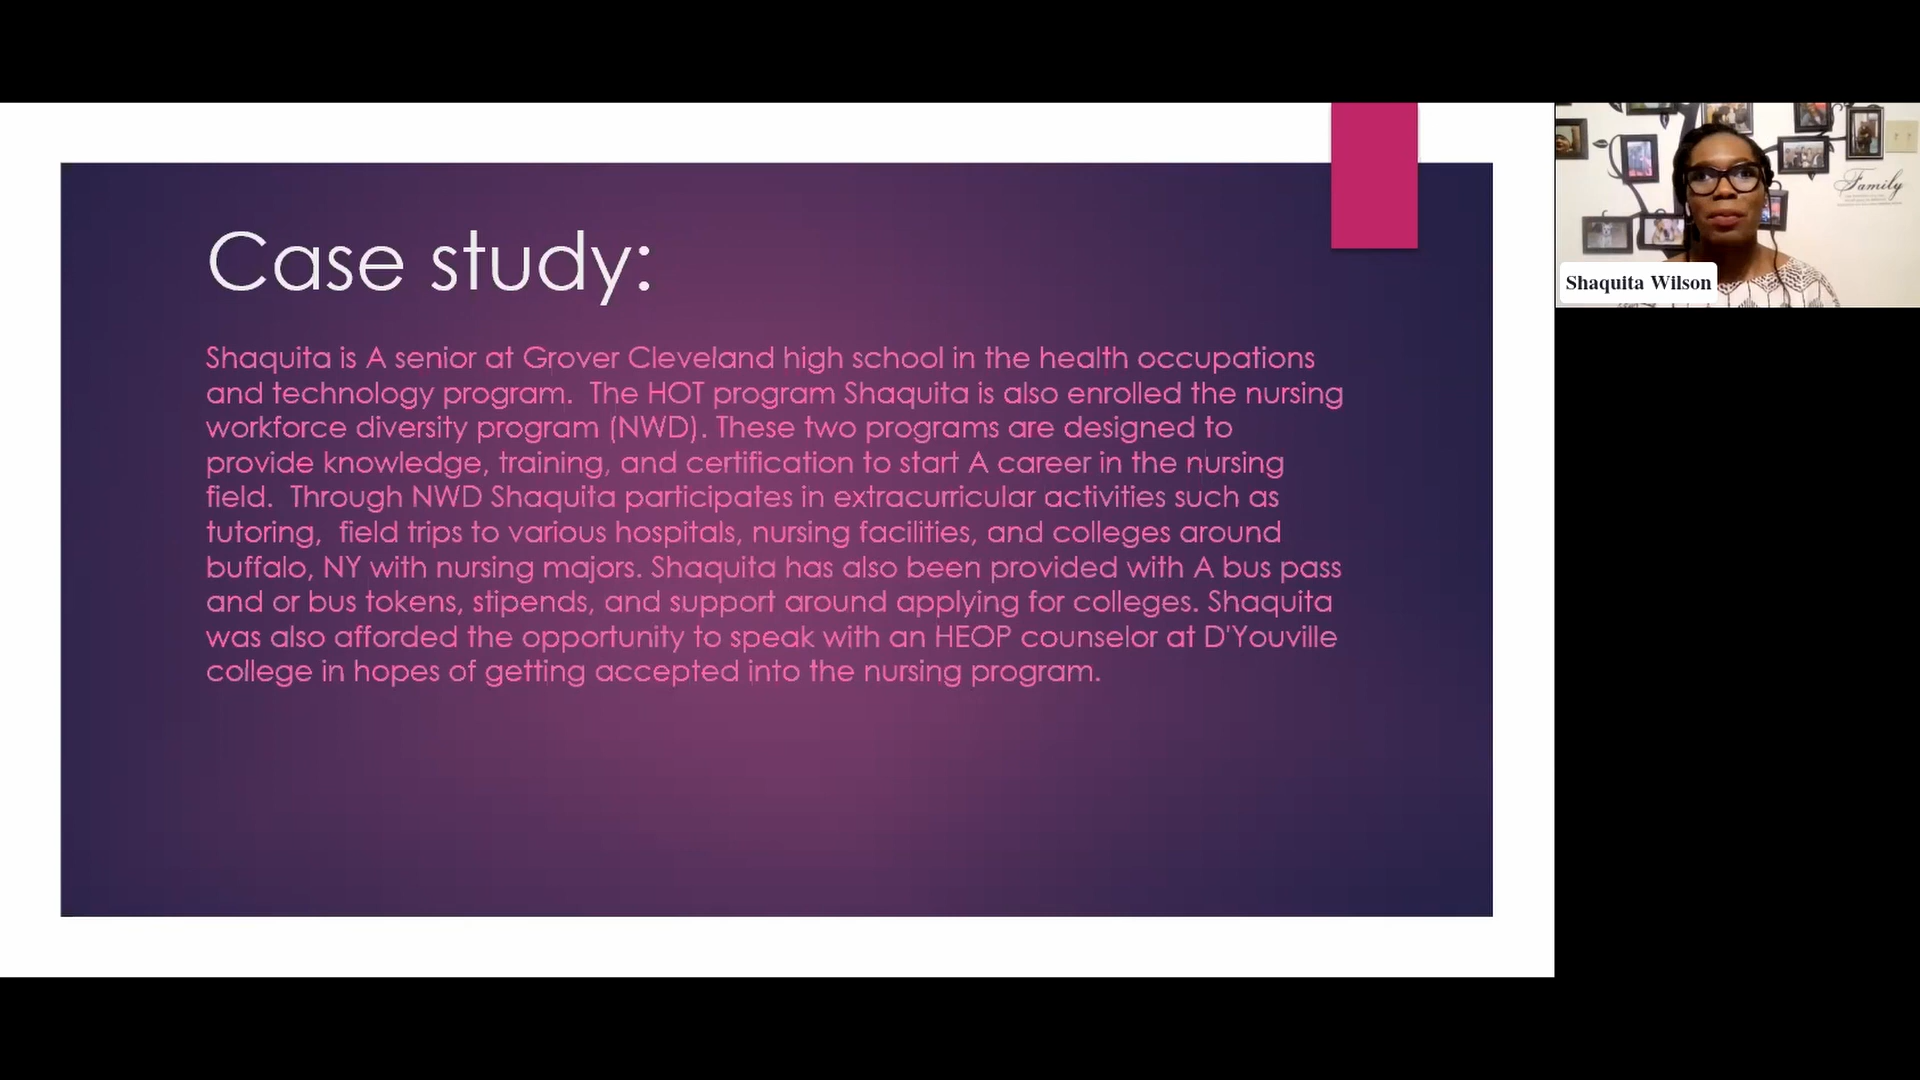 Case study:
Shaquita is A senior at Grover Cleveland high school in the health occupations
and technology program.  The HOT program Shaquita is also enrolled the nursing
workforce diversity program (NWD). These two programs are designed to
provide knowledge, training, and certification to start A career in the nursing
field.  Through NWD Shaquita participates in extracurricular activities such as
tutoring,  field trips to various hospitals, nursing facilities, and colleges around
buffalo, NY with nursing majors. Shaquita has also been provided with A bus pass
and or bus tokens, stipends, and support around applying for colleges. Shaquita
was also afforded the opportunity to speak with an HEOP counselor at D'Youville
college in hopes of getting accepted into the nursing program.
Family
Shaquita Wilson